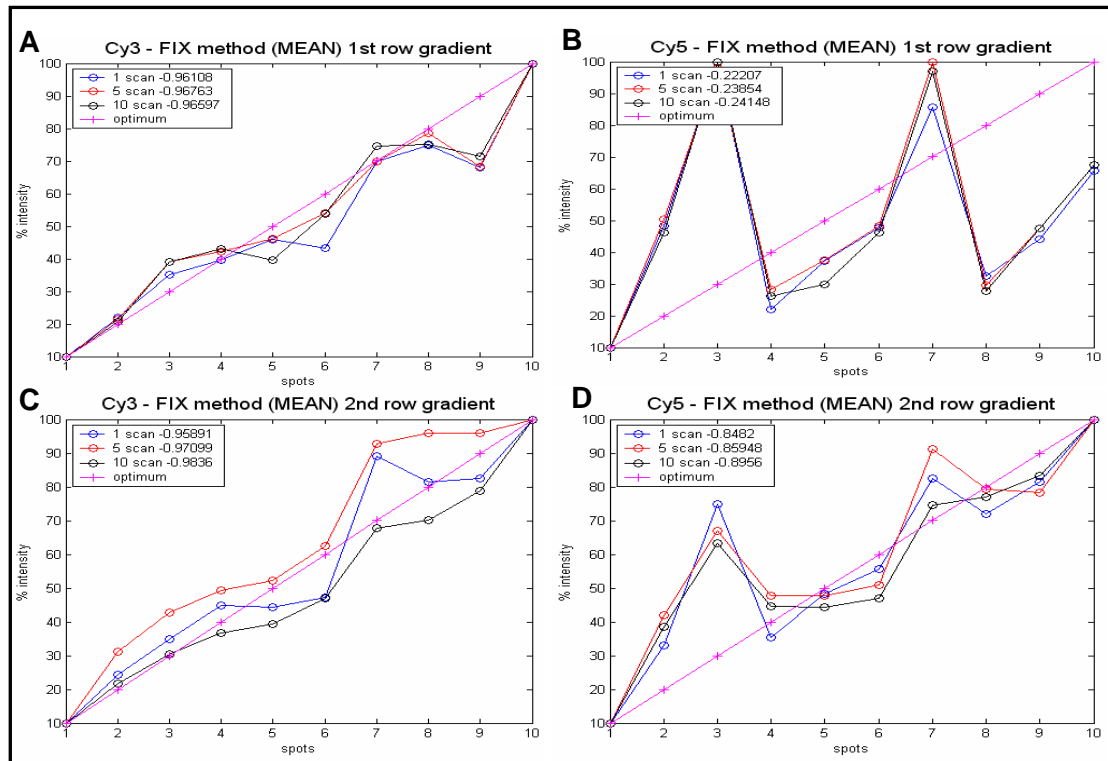 A
Cy3 - FIX method (MEAN) 1st row gradient
1 scan -0.96108
5 scan -0.96763
10 scan -0.96597
optimum
% intensity
100
90
80
70
60
50
40
30
20
10
1 2 3 4 5 6 7 8 9 10
spots
B
Cy5 - FIX method (MEAN) 1st row gradient
1 scan -0.22207
5 scan -0.23854
10 scan -0.24148
optimum
% intensity
100
90
80
70
60
50
40
30
20
10
1 2 3 4 5 6 7 8 9 10
spots
C
Cy3 - FIX method (MEAN) 2nd row gradient
1 scan -0.95891
5 scan -0.97099
10 scan -0.9836
optimum
% intensity
100
90
80
70
60
50
40
30
20
10
1 2 3 4 5 6 7 8 9 10
spots
D
Cy5 - FIX method (MEAN) 2nd row gradient
1 scan -0.8482
5 scan -0.85948
10 scan -0.8956
optimum
% intensity
100
90
80
70
60
50
40
30
20
10
1 2 3 4 5 6 7 8 9 10
spots